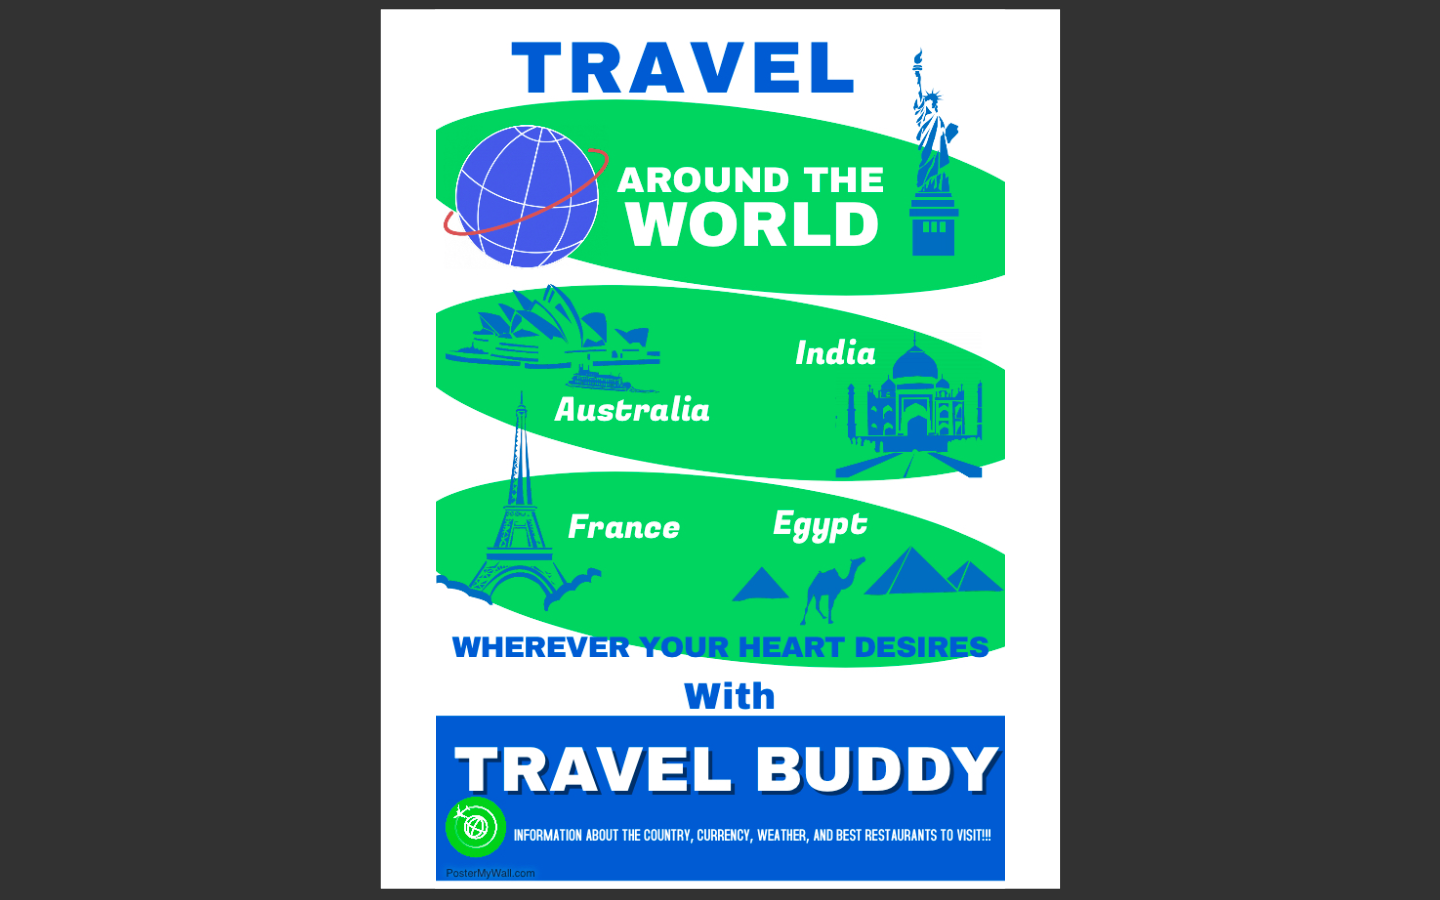 TRAVEL
AROUND THE
WORLD
India
Australia
France
Egypt
WHEREVER YOUR HEART DESIRES
With
TRAVEL BUDDY
INFORMATION ABOUT THE COUNTRY, CURRENCY, WEATHER, AND BEST RESTAURANTS TO VISIT!!!
PosterMyWall.com